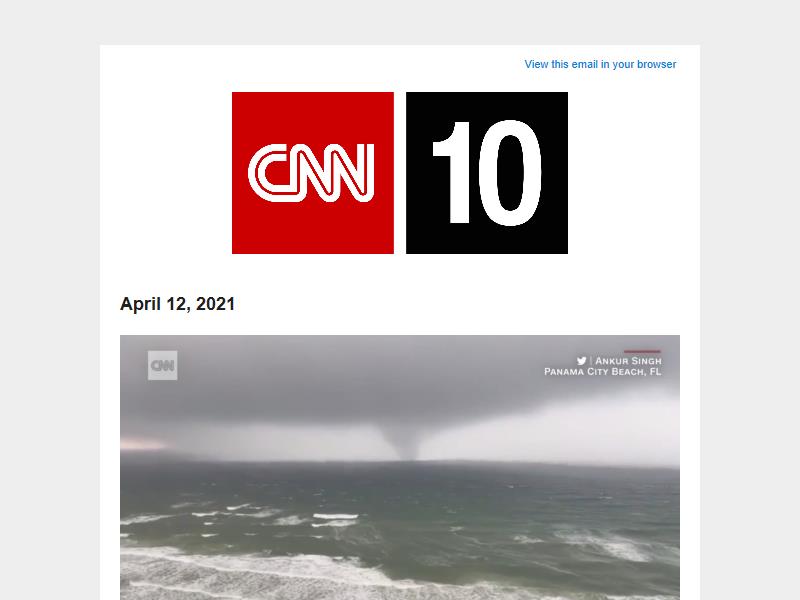 View this email in your browser
CNN
10
April 12, 2021
CNN
| ANKUR SINGH
PANAMA CITY BEACH, FL